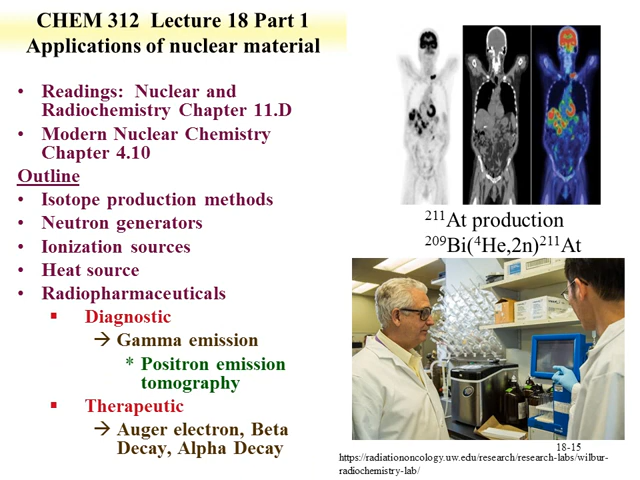 CHEM 312  Lecture 18 Part 1
Applications of nuclear material
• Readings:  Nuclear and
Radiochemistry Chapter 11.D
• Modern Nuclear Chemistry
Chapter 4.10
Outline
• Isotope production methods
• Neutron generators
• Ionization sources
• Heat source
• Radiopharmaceuticals
▪ Diagnostic
→ Gamma emission
* Positron emission
tomography
▪ Therapeutic
→ Auger electron, Beta
Decay, Alpha Decay
²¹¹At production
²⁰⁹Bi(⁴He,2n)²¹¹At
18-15
https://radiationoncology.uw.edu/research/research-labs/wilbur-
radiochemistry-lab/